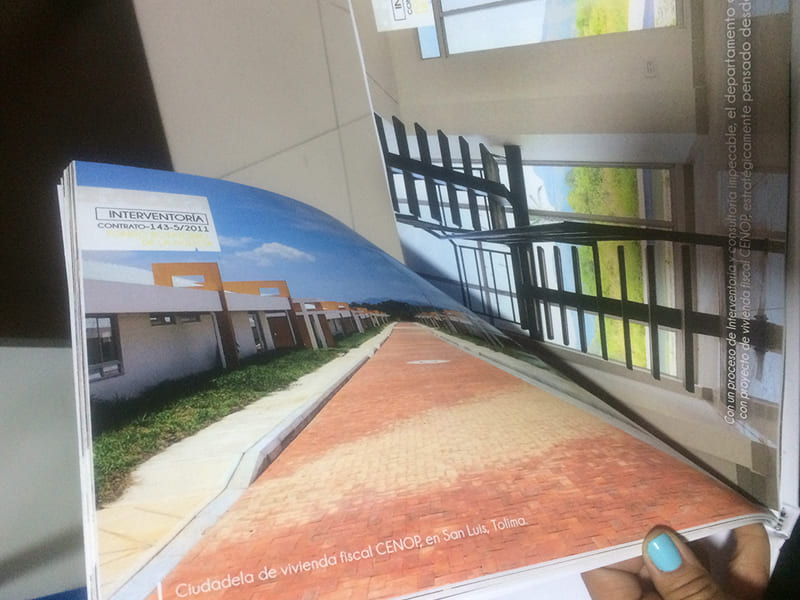 INTERVENTORÍA
CONTRATO-143-5/2011
Ciudadela de vivienda fiscal CENOP, en San Luis, Tolima.
Con un proceso de Interventoría y consultoría impecable, el departamento
con proyecto de vivienda fiscal CENOP, estratégicamente pensado desde